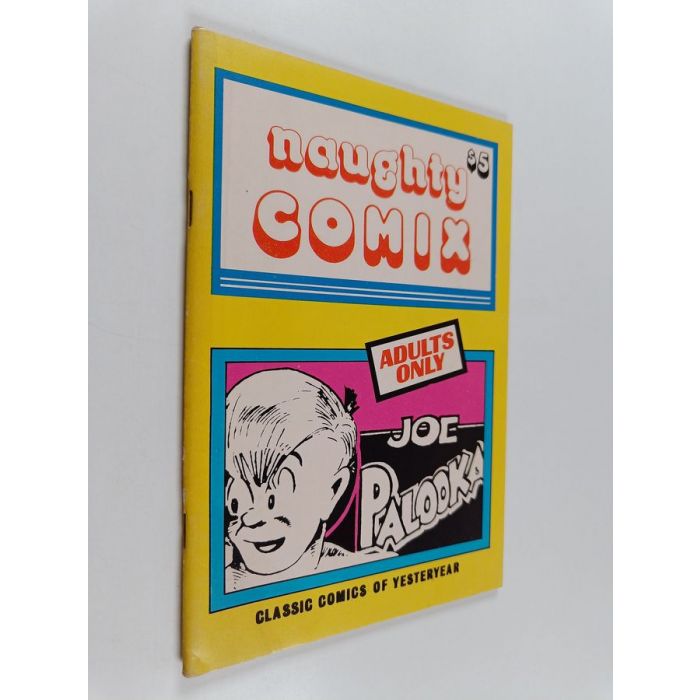 naughty
$5
COMIX
ADULTS
ONLY
JOE
PALOOKA
CLASSIC COMICS OF YESTERYEAR